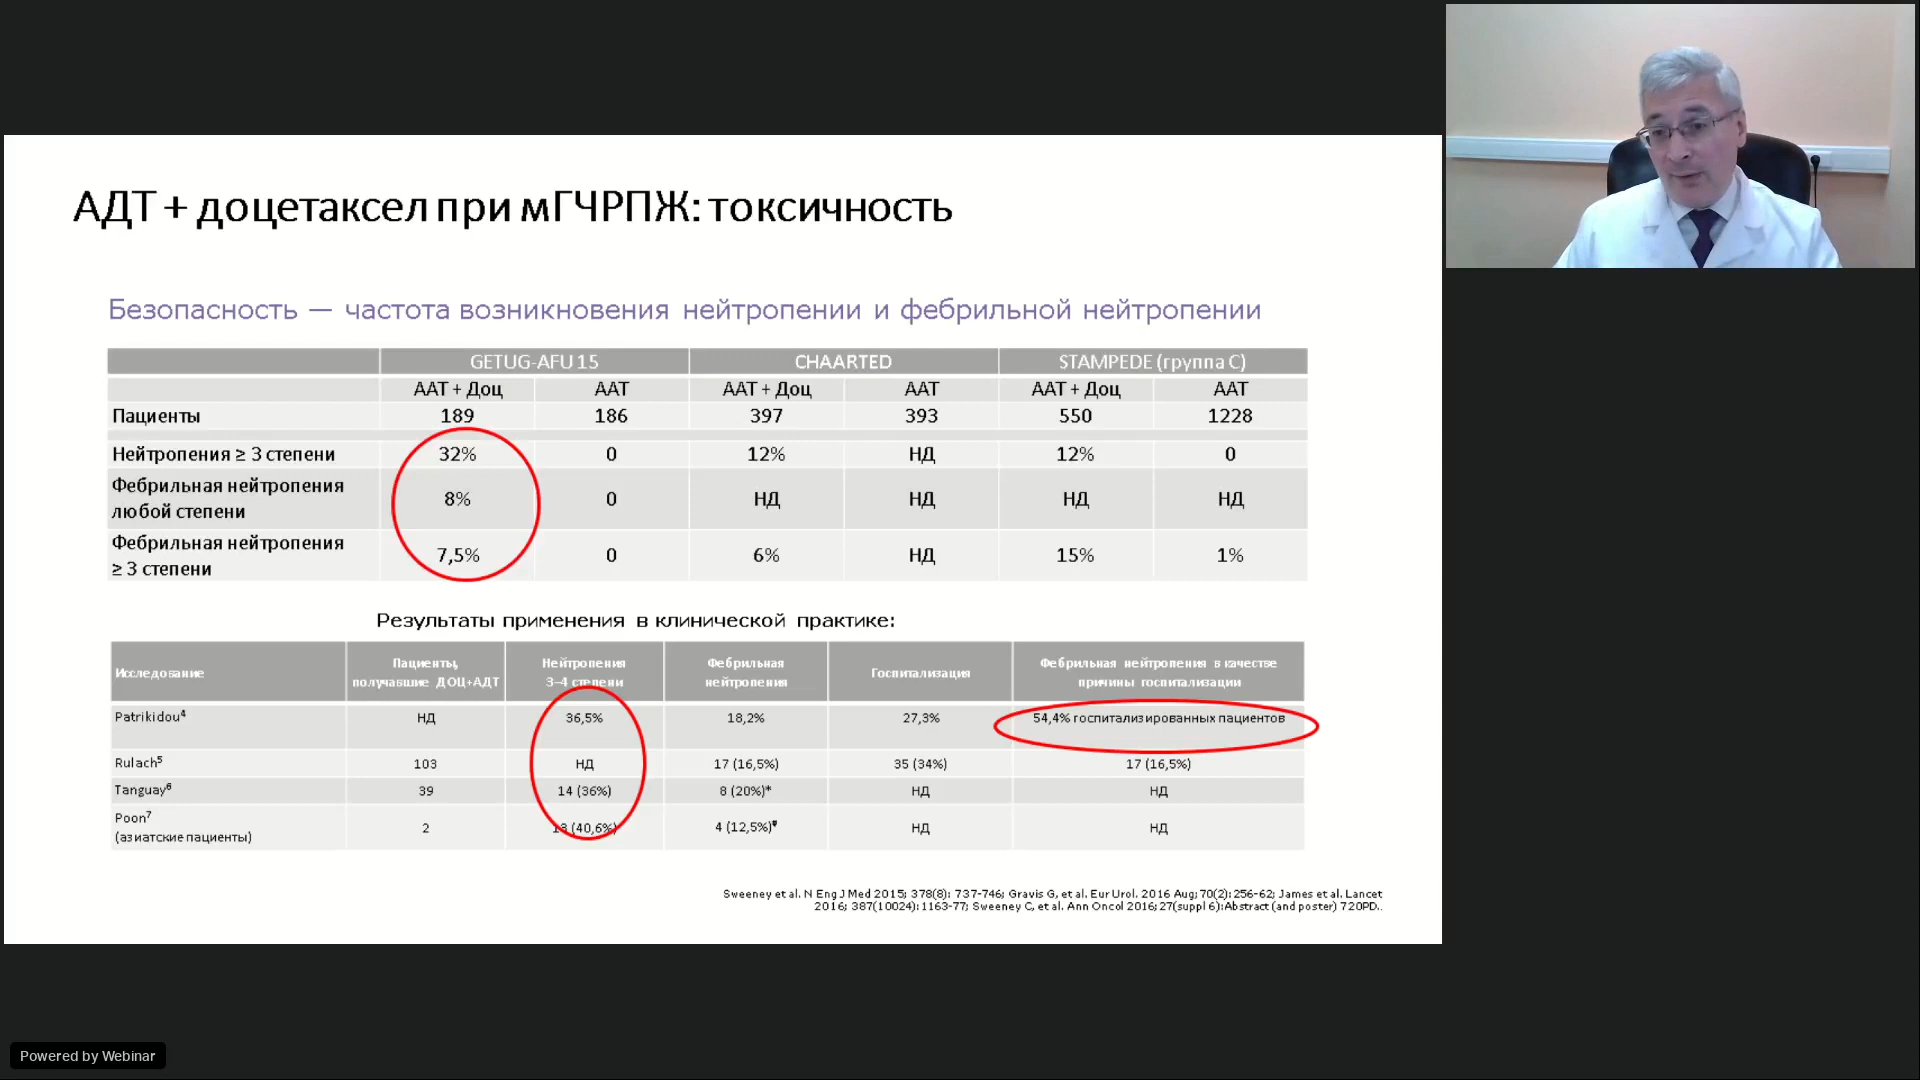 АДТ + доцетаксел при мГЧРПЖ: токсичность
Безопасность — частота возникновения нейтропении и фебрильной нейтропении
GETUG-AFU 15 CHAARTED STAMPEDE (группа C)
ААТ + Доц ААТ ААТ + Доц ААТ ААТ + Доц ААТ
Пациенты 189 186 397 393 550 1228
Нейтропения ≥ 3 степени 32% 0 12% НД 12% 0
Фебрильная нейтропения
любой степени 8% 0 НД НД НД НД
Фебрильная нейтропения
≥ 3 степени 7,5% 0 6% НД 15% 1%
Результаты применения в клинической практике:
Исследование Пациенты, получавшие ДОЦ+АДТ Нейтропения 3–4 степени Фебрильная нейтропения Госпитализация Фебрильная нейтропения в качестве причины госпитализации
Patrikidou⁴ НД 36,5% 18,2% 27,3% 54,4% госпитализированных пациентов
Rulach⁵ 103 НД 17 (16,5%) 35 (34%) 17 (16,5%)
Tanguay⁶ 39 14 (36%) 8 (20%)* НД НД
Poon⁷
(азиатские пациенты) 2 13 (40,6%) 4 (12,5%)# НД НД
Sweeney et al. N Eng J Med 2015; 378(8): 737-746; Gravis G, et al. Eur Urol. 2016 Aug;70(2):256-62; James et al. Lancet
2016; 387(10024):1163-77; Sweeney C, et al. Ann Oncol 2016;27(suppl 6):Abstract (and poster) 720PD..
Powered by Webinar